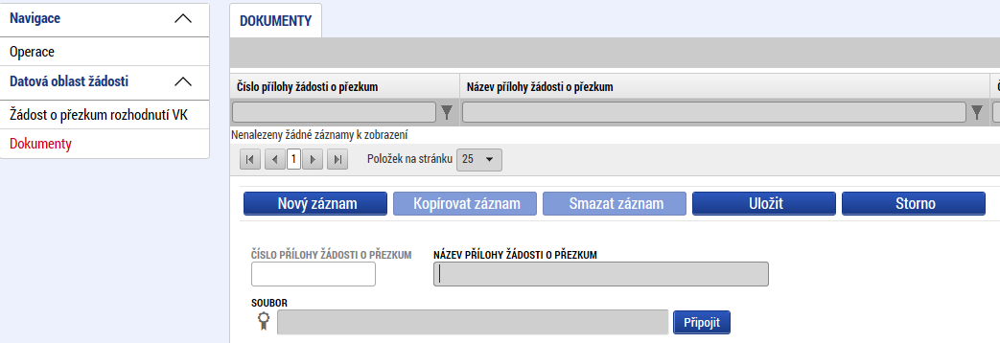 Navigace
Operace
Datová oblast žádosti
Žádost o přezkum rozhodnutí VK
Dokumenty
DOKUMENTY
Číslo přílohy žádosti o přezkum
Název přílohy žádosti o přezkum
Nenalezeny žádné záznamy k zobrazení
1
Položek na stránku
25
Nový záznam
Kopírovat záznam
Smazat záznam
Uložit
Storno
ČÍSLO PŘÍLOHY ŽÁDOSTI O PŘEZKUM
NÁZEV PŘÍLOHY ŽÁDOSTI O PŘEZKUM
SOUBOR
Připojit